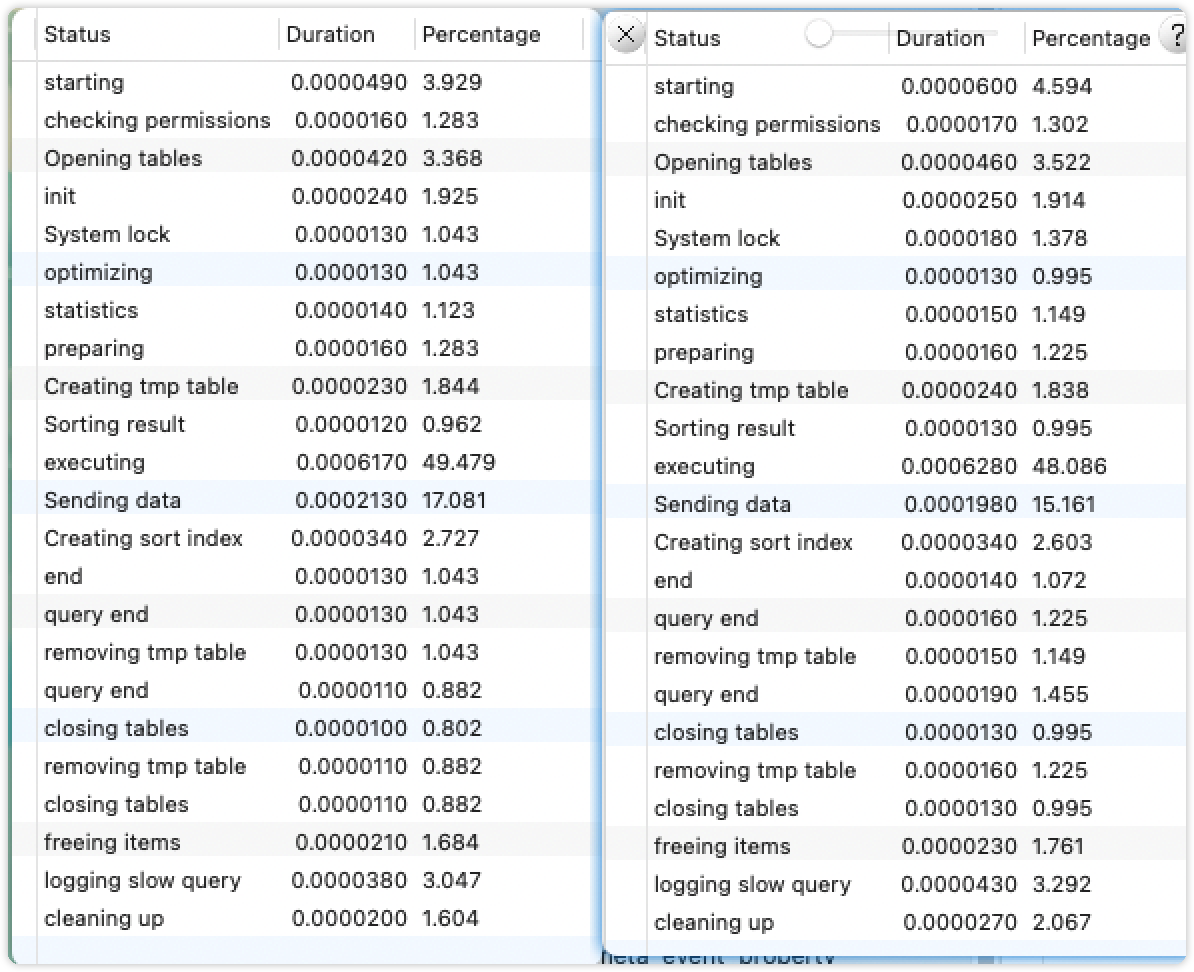 Status Duration Percentage
starting 0.0000490 3.929
checking permissions 0.0000160 1.283
Opening tables 0.0000420 3.368
init 0.0000240 1.925
System lock 0.0000130 1.043
optimizing 0.0000130 1.043
statistics 0.0000140 1.123
preparing 0.0000160 1.283
Creating tmp table 0.0000230 1.844
Sorting result 0.0000120 0.962
executing 0.0006170 49.479
Sending data 0.0002130 17.081
Creating sort index 0.0000340 2.727
end 0.0000130 1.043
query end 0.0000130 1.043
removing tmp table 0.0000130 1.043
query end 0.0000110 0.882
closing tables 0.0000100 0.802
removing tmp table 0.0000110 0.882
closing tables 0.0000110 0.882
freeing items 0.0000210 1.684
logging slow query 0.0000380 3.047
cleaning up 0.0000200 1.604
Status Duration Percentage ?
starting 0.0000600 4.594
checking permissions 0.0000170 1.302
Opening tables 0.0000460 3.522
init 0.0000250 1.914
System lock 0.0000180 1.378
optimizing 0.0000130 0.995
statistics 0.0000150 1.149
preparing 0.0000160 1.225
Creating tmp table 0.0000240 1.838
Sorting result 0.0000130 0.995
executing 0.0006280 48.086
Sending data 0.0001980 15.161
Creating sort index 0.0000340 2.603
end 0.0000140 1.072
query end 0.0000160 1.225
removing tmp table 0.0000150 1.149
query end 0.0000190 1.455
closing tables 0.0000130 0.995
removing tmp table 0.0000160 1.225
closing tables 0.0000130 0.995
freeing items 0.0000230 1.761
logging slow query 0.0000430 3.292
cleaning up 0.0000270 2.067